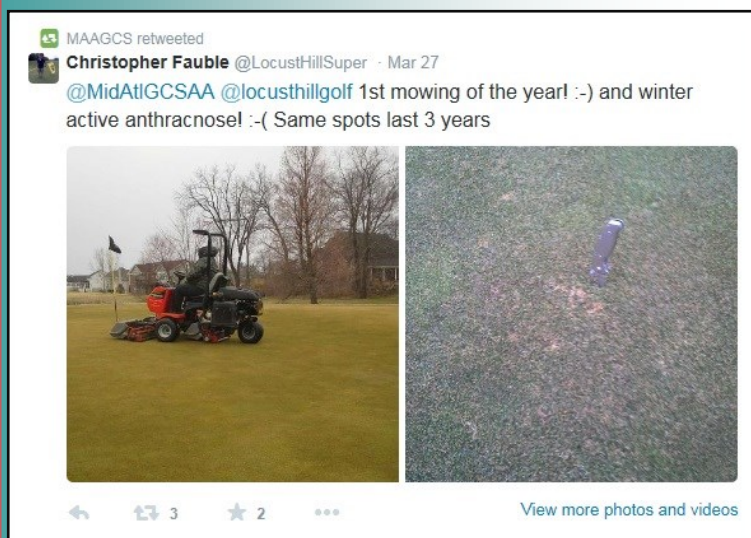 MAAGCS retweeted
Christopher Fauble @LocustHillSuper · Mar 27
@MidAtlGCSAA @locusthillgolf 1st mowing of the year! :-) and winter
active anthracnose! :-( Same spots last 3 years
3
2
View more photos and videos